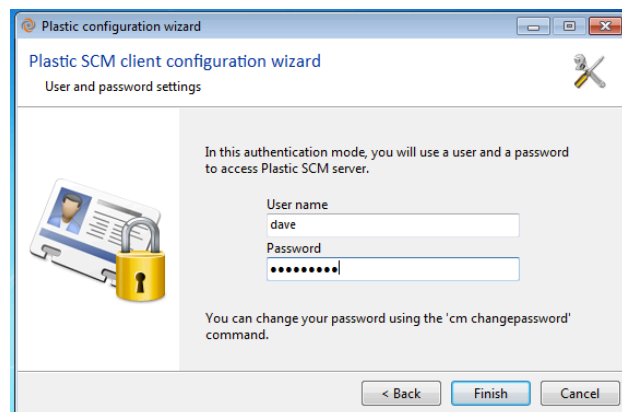 Plastic configuration wizard
Plastic SCM client configuration wizard
User and password settings
In this authentication mode, you will use a user and a password
to access Plastic SCM server.
User name
dave
Password
•••••••••
You can change your password using the 'cm changepassword'
command.
< Back
Finish
Cancel